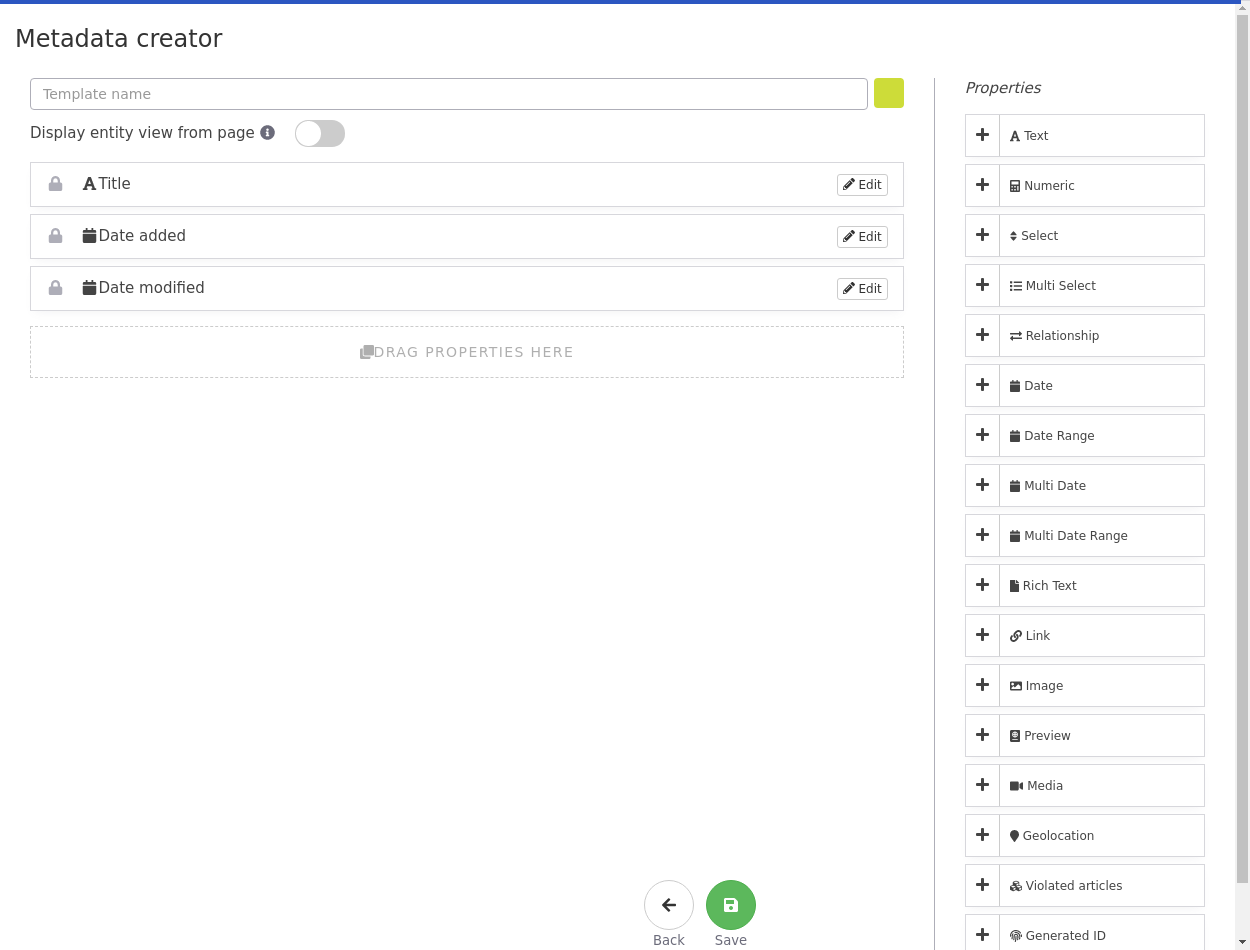 Metadata creator
Template name
Display entity view from page
Title
Edit
Date added
Edit
Date modified
Edit
DRAG PROPERTIES HERE
Back
Save
Properties
Text
Numeric
Select
Multi Select
Relationship
Date
Date Range
Multi Date
Multi Date Range
Rich Text
Link
Image
Preview
Media
Geolocation
Violated articles
Generated ID